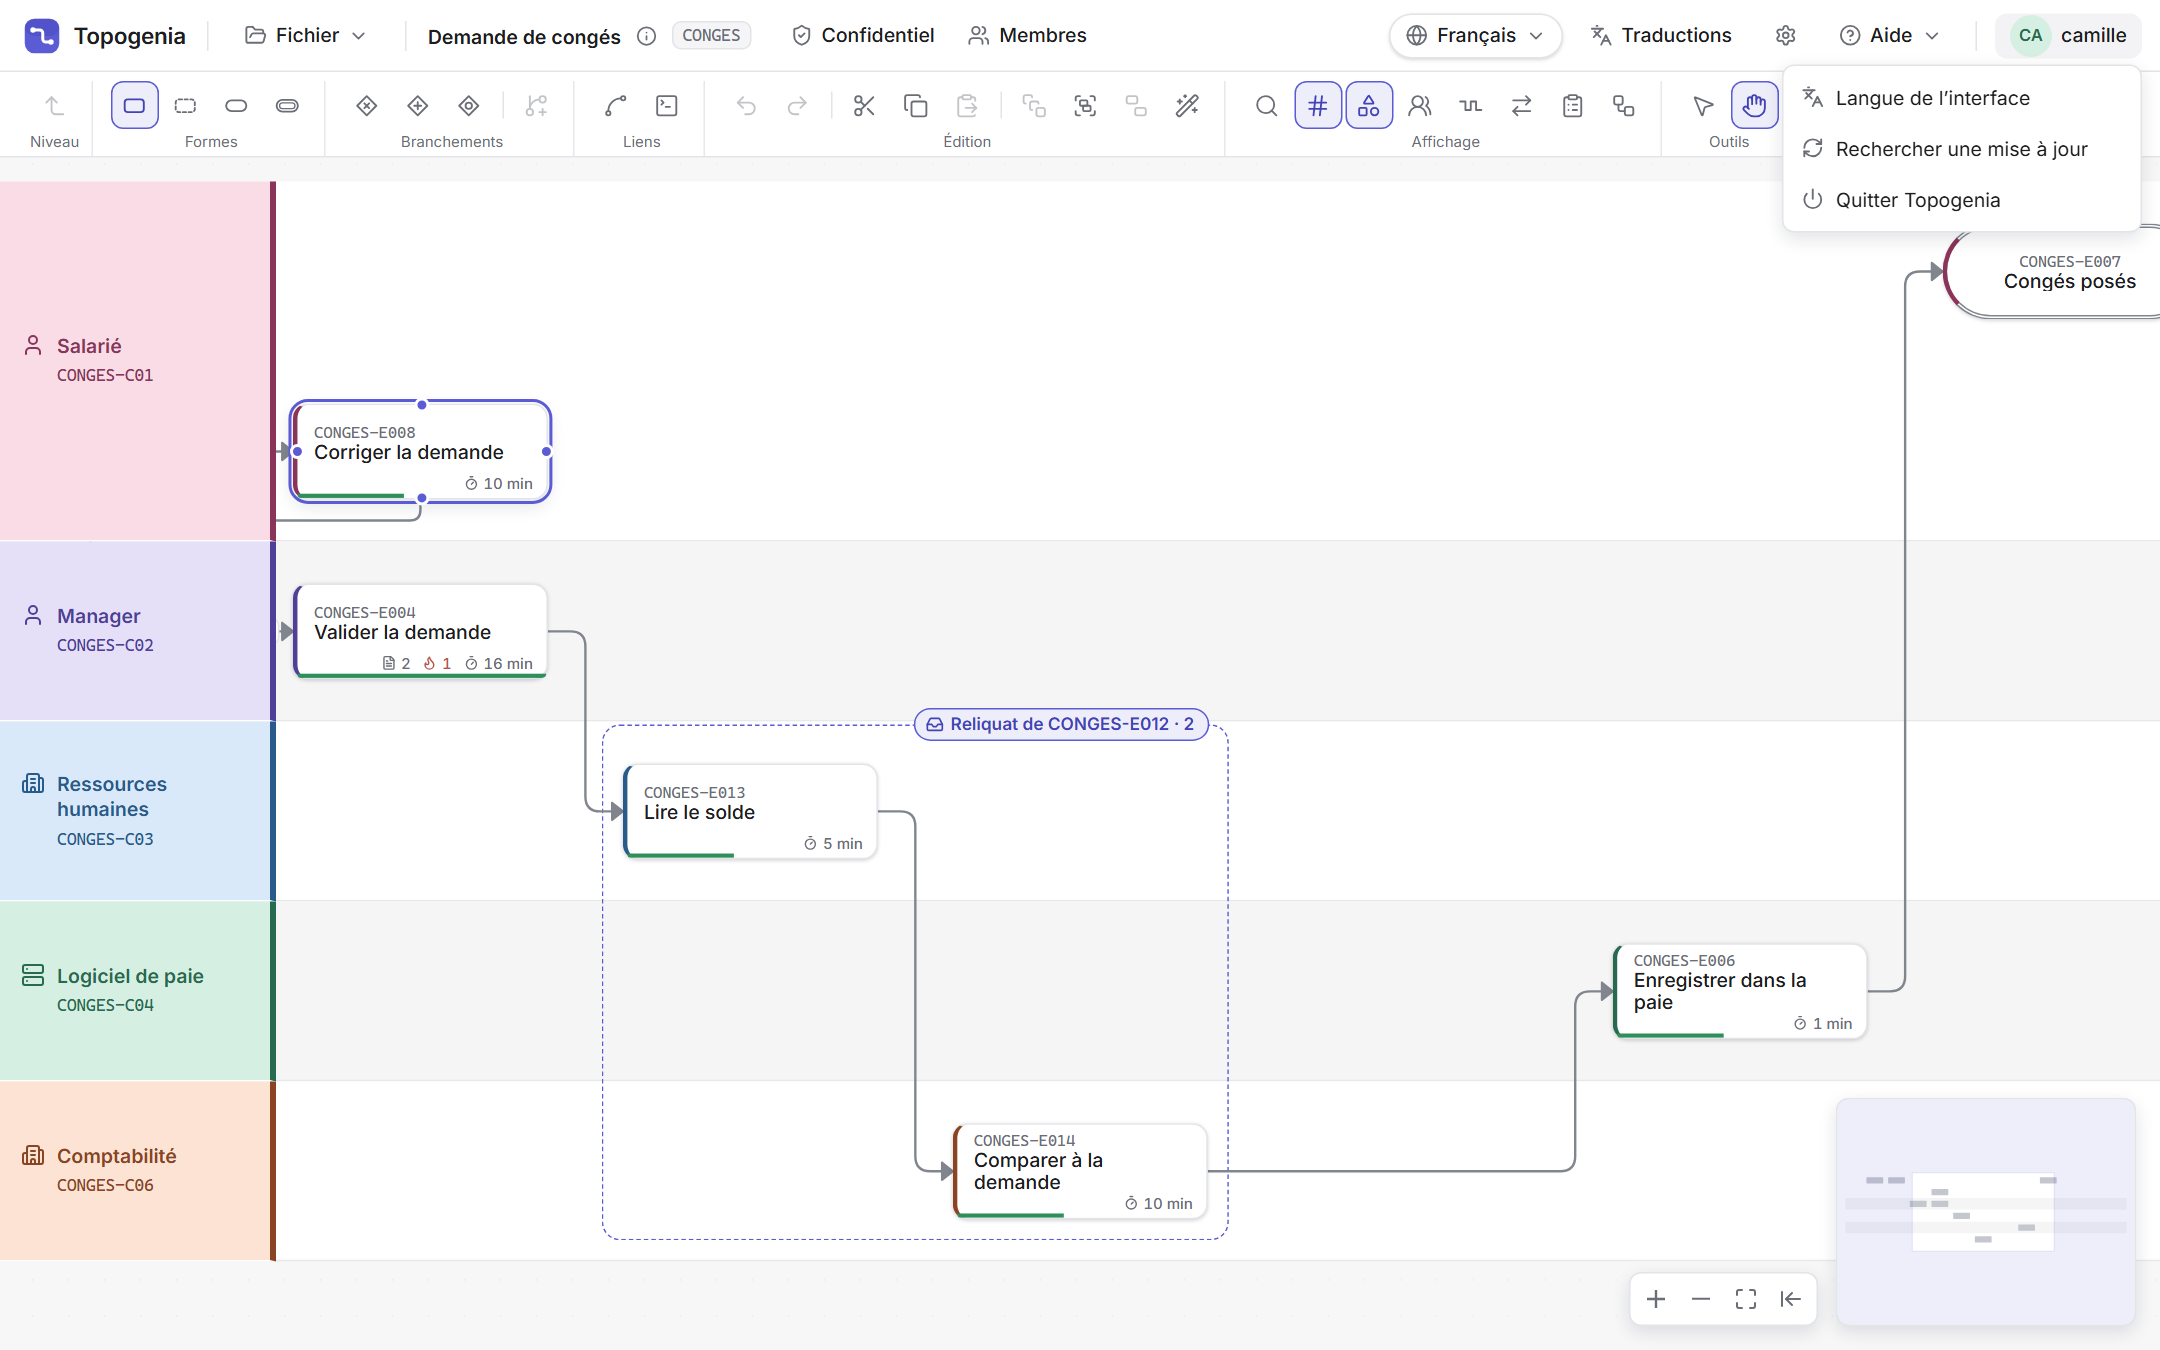 Topogenia
Fichier
Demande de congés
CONGES
Confidentiel
Membres
Français
Traductions
Aide
CA
camille
Niveau
Formes
Branchements
Liens
Édition
Affichage
Outils
Langue de l’interface
Rechercher une mise à jour
Quitter Topogenia
CONGES-E007
Congés posés
Salarié
CONGES-C01
CONGES-E008
Corriger la demande
10 min
Manager
CONGES-C02
CONGES-E004
Valider la demande
2
1
16 min
Reliquat de CONGES-E012 · 2
Ressources
humaines
CONGES-C03
CONGES-E013
Lire le solde
5 min
Logiciel de paie
CONGES-C04
CONGES-E006
Enregistrer dans la
paie
1 min
Comptabilité
CONGES-C06
CONGES-E014
Comparer à la
demande
10 min